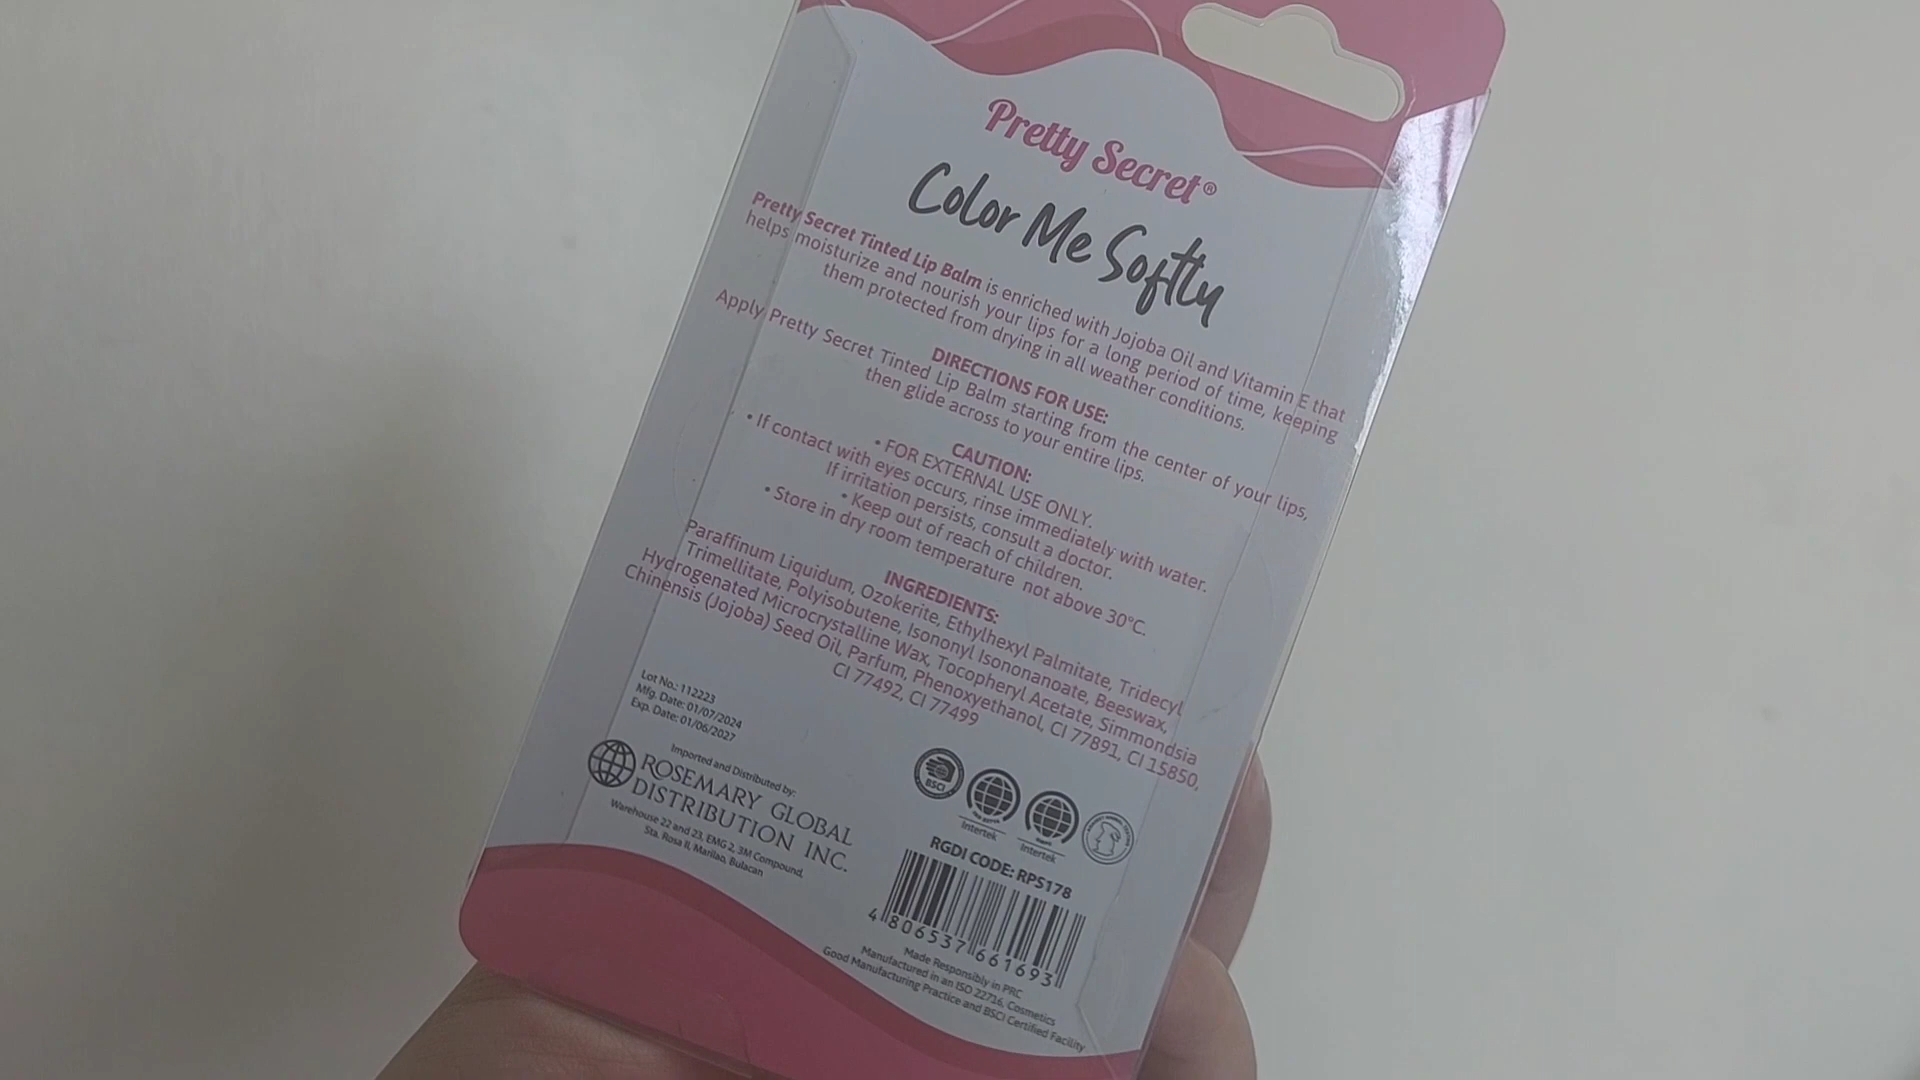 Pretty Secret®
Color Me Softly
Pretty Secret Tinted Lip Balm is enriched with Jojoba Oil and Vitamin E that
helps moisturize and nourish your lips for a long period of time, keeping
them protected from drying in all weather conditions.
DIRECTIONS FOR USE:
Apply Pretty Secret Tinted Lip Balm starting from the center of your lips,
then glide across to your entire lips.
CAUTION:
• FOR EXTERNAL USE ONLY.
• If contact with eyes occurs, rinse immediately with water.
If irritation persists, consult a doctor.
• Keep out of reach of children.
• Store in dry room temperature not above 30°C.
INGREDIENTS:
Paraffinum Liquidum, Ozokerite, Ethylhexyl Palmitate, Tridecyl
Trimellitate, Polyisobutene, Isononyl Isononanoate, Beeswax,
Hydrogenated Microcrystalline Wax, Tocopheryl Acetate, Simmondsia
Chinensis (Jojoba) Seed Oil, Parfum, Phenoxyethanol, CI 77891, CI 15850,
CI 77492, CI 77499
Lot No.: 112223
Mfg. Date: 01/07/2024
Exp. Date: 01/06/2027
Imported and Distributed by:
ROSEMARY GLOBAL
DISTRIBUTION INC.
Warehouse 22 and 23, EMG 2, 3M Compound,
Sta. Rosa II, Marilao, Bulacan
BSCI
Intertek
Intertek
RGDI CODE: RPS178
4 806537 661693
Made Responsibly in PRC
Manufactured in an ISO 22716, Cosmetics
Good Manufacturing Practice and BSCI Certified Facility